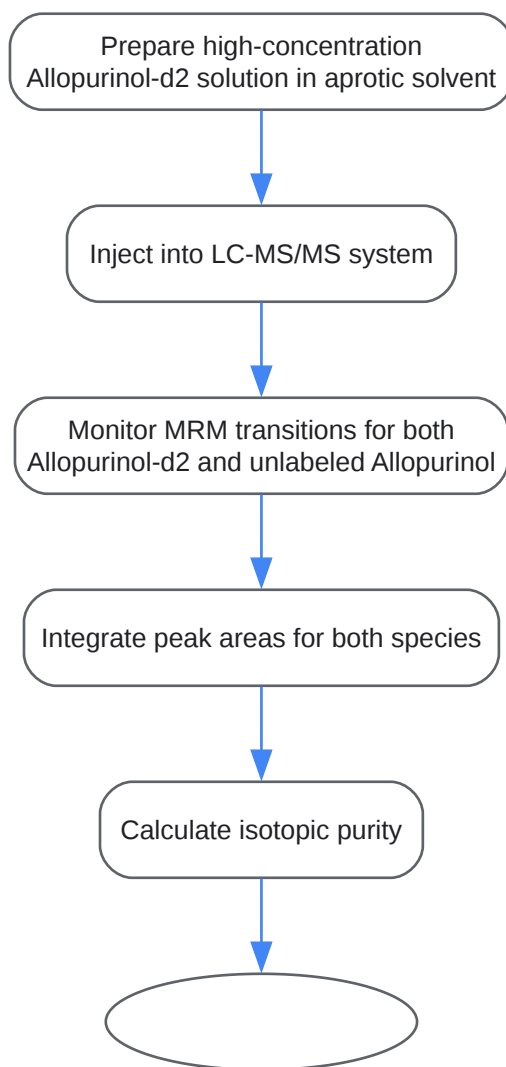 Prepare high-concentration
Allopurinol-d2 solution in aprotic solvent
Inject into LC-MS/MS system
Monitor MRM transitions for both
Allopurinol-d2 and unlabeled Allopurinol
Integrate peak areas for both species
Calculate isotopic purity